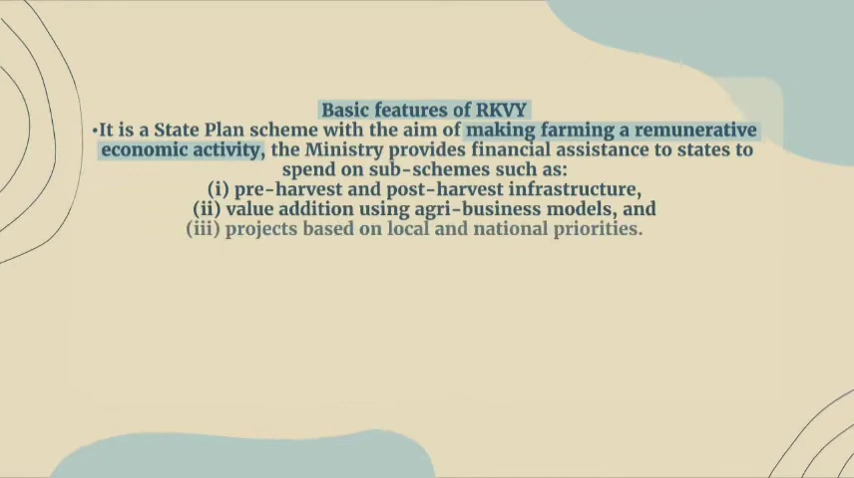 Basic features of RKVY
•It is a State Plan scheme with the aim of making farming a remunerative
economic activity, the Ministry provides financial assistance to states to
spend on sub-schemes such as:
(i) pre-harvest and post-harvest infrastructure,
(ii) value addition using agri-business models, and
(iii) projects based on local and national priorities.